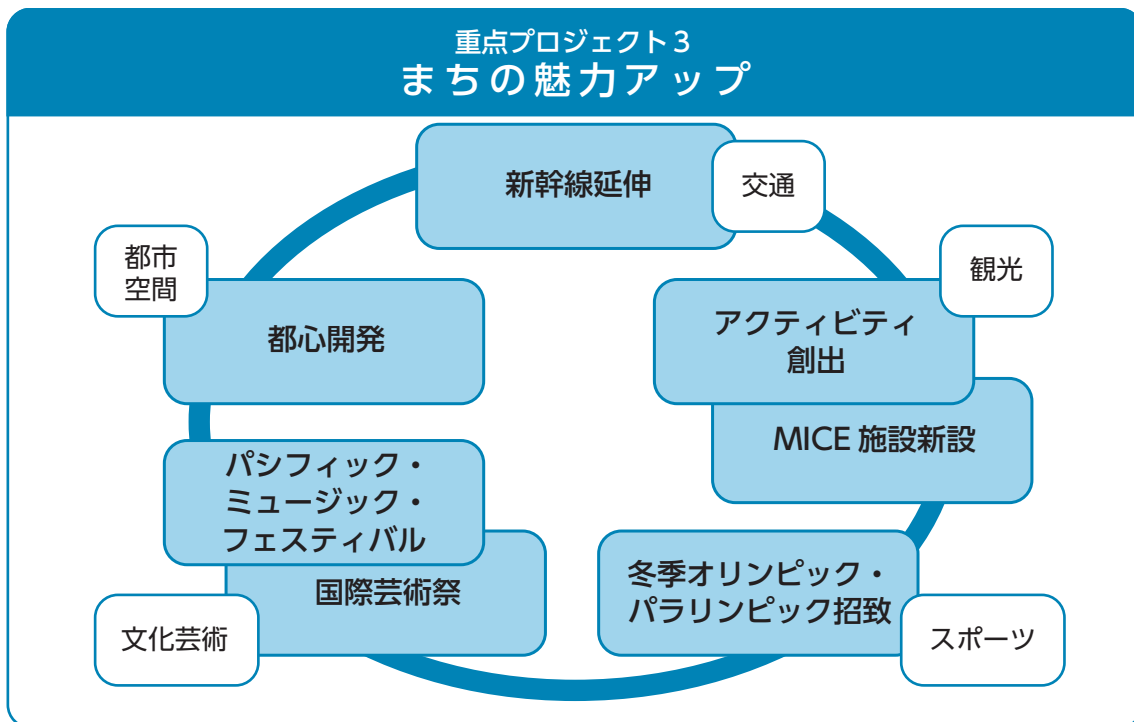 重点プロジェクト3
まちの魅力アップ
新幹線延伸
交通
都市
空間
都心開発
観光
アクティビティ
創出
MICE 施設新設
パシフィック・
ミュージック・
フェスティバル
国際芸術祭
文化芸術
冬季オリンピック・
パラリンピック招致
スポーツ